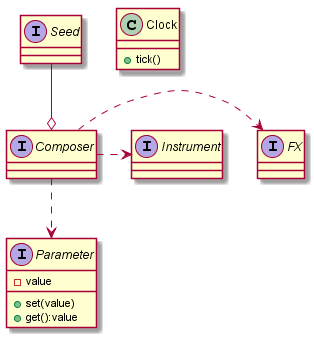 I Seed
C Clock
tick()
I Composer
I Instrument
I FX
I Parameter
value
set(value)
get():value